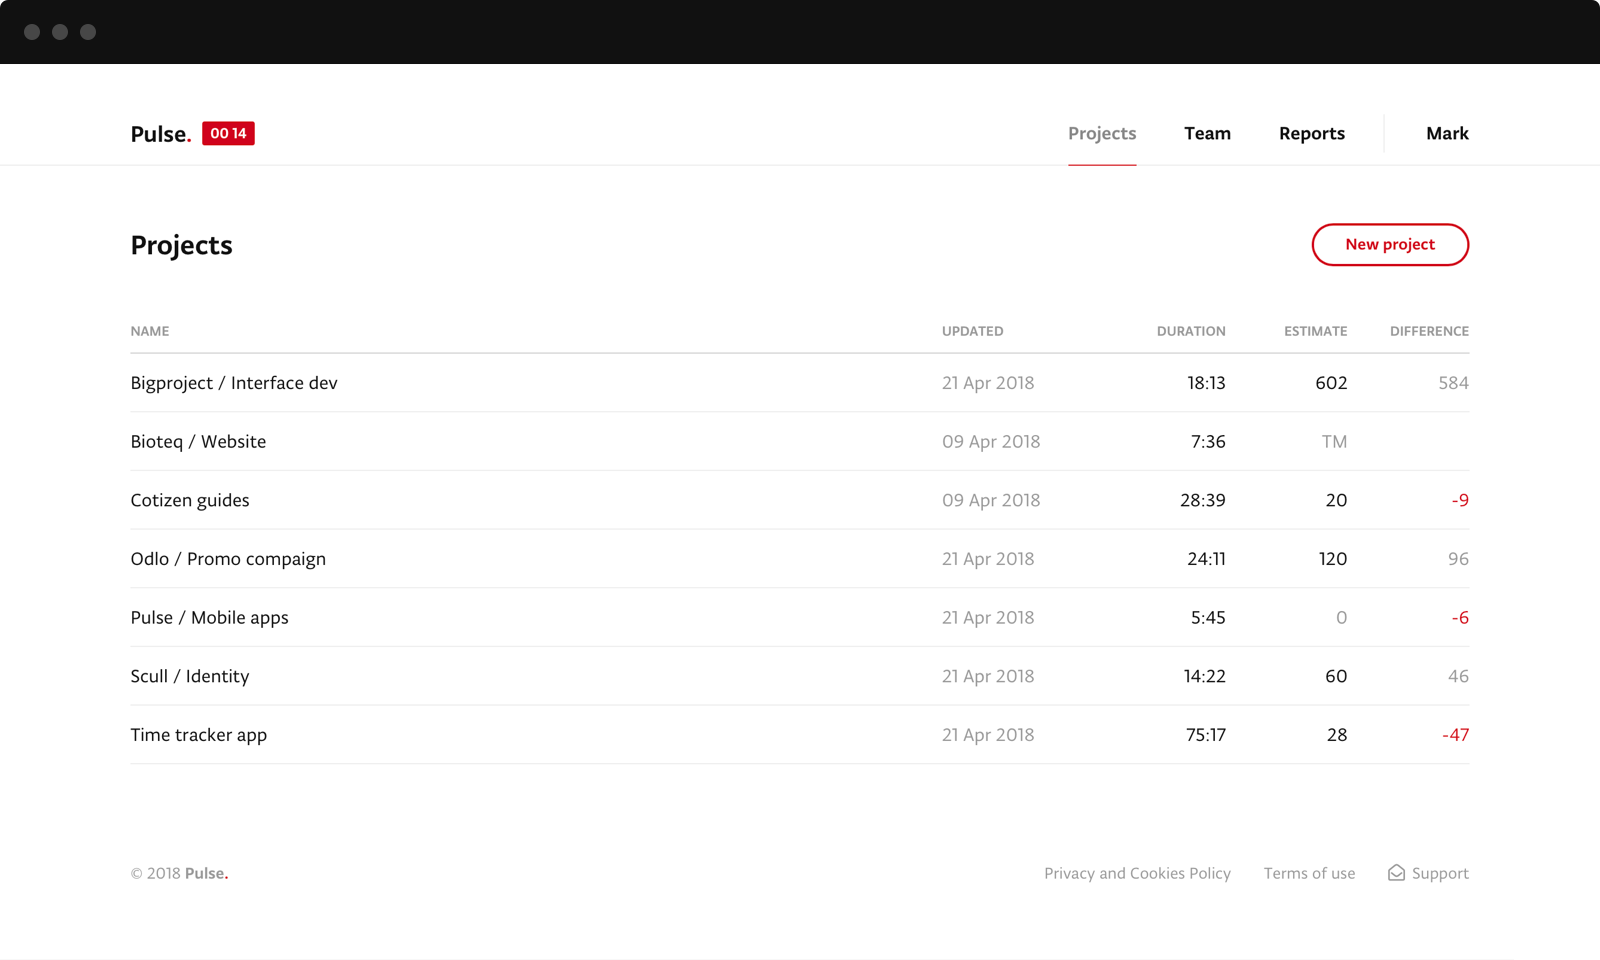 Pulse. 00 14 Projects Team Reports Mark
Projects New project
NAME UPDATED DURATION ESTIMATE DIFFERENCE
Bigproject / Interface dev 21 Apr 2018 18:13 602 584
Bioteq / Website 09 Apr 2018 7:36 TM
Cotizen guides 09 Apr 2018 28:39 20 -9
Odlo / Promo compaign 21 Apr 2018 24:11 120 96
Pulse / Mobile apps 21 Apr 2018 5:45 0 -6
Scull / Identity 21 Apr 2018 14:22 60 46
Time tracker app 21 Apr 2018 75:17 28 -47
© 2018 Pulse. Privacy and Cookies Policy Terms of use Support